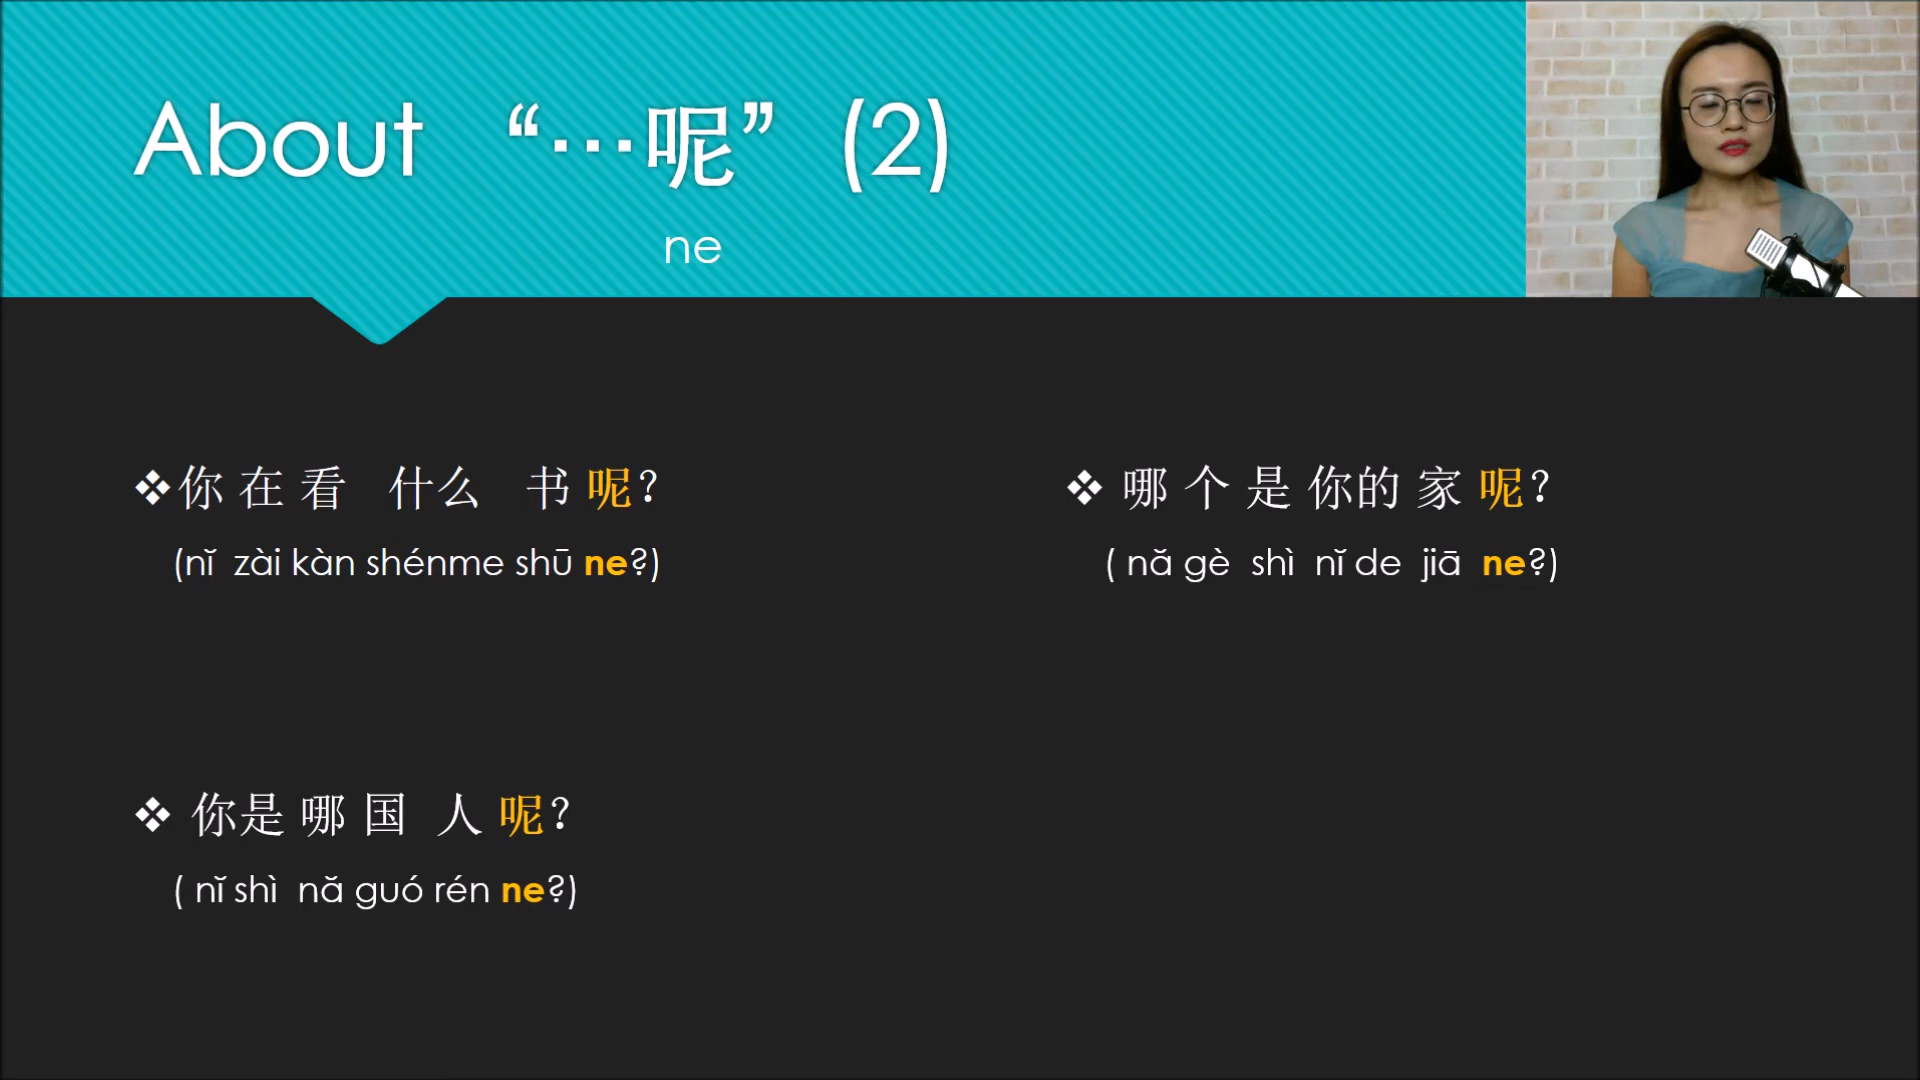 About “…呢” (2)
ne
你 在 看 什么 书 呢?
(nǐ zài kàn shénme shū ne?)
哪 个 是 你的 家 呢?
( nǎ gè shì nǐ de jiā ne?)
你是 哪 国 人 呢?
( nǐ shì nǎ guó rén ne?)